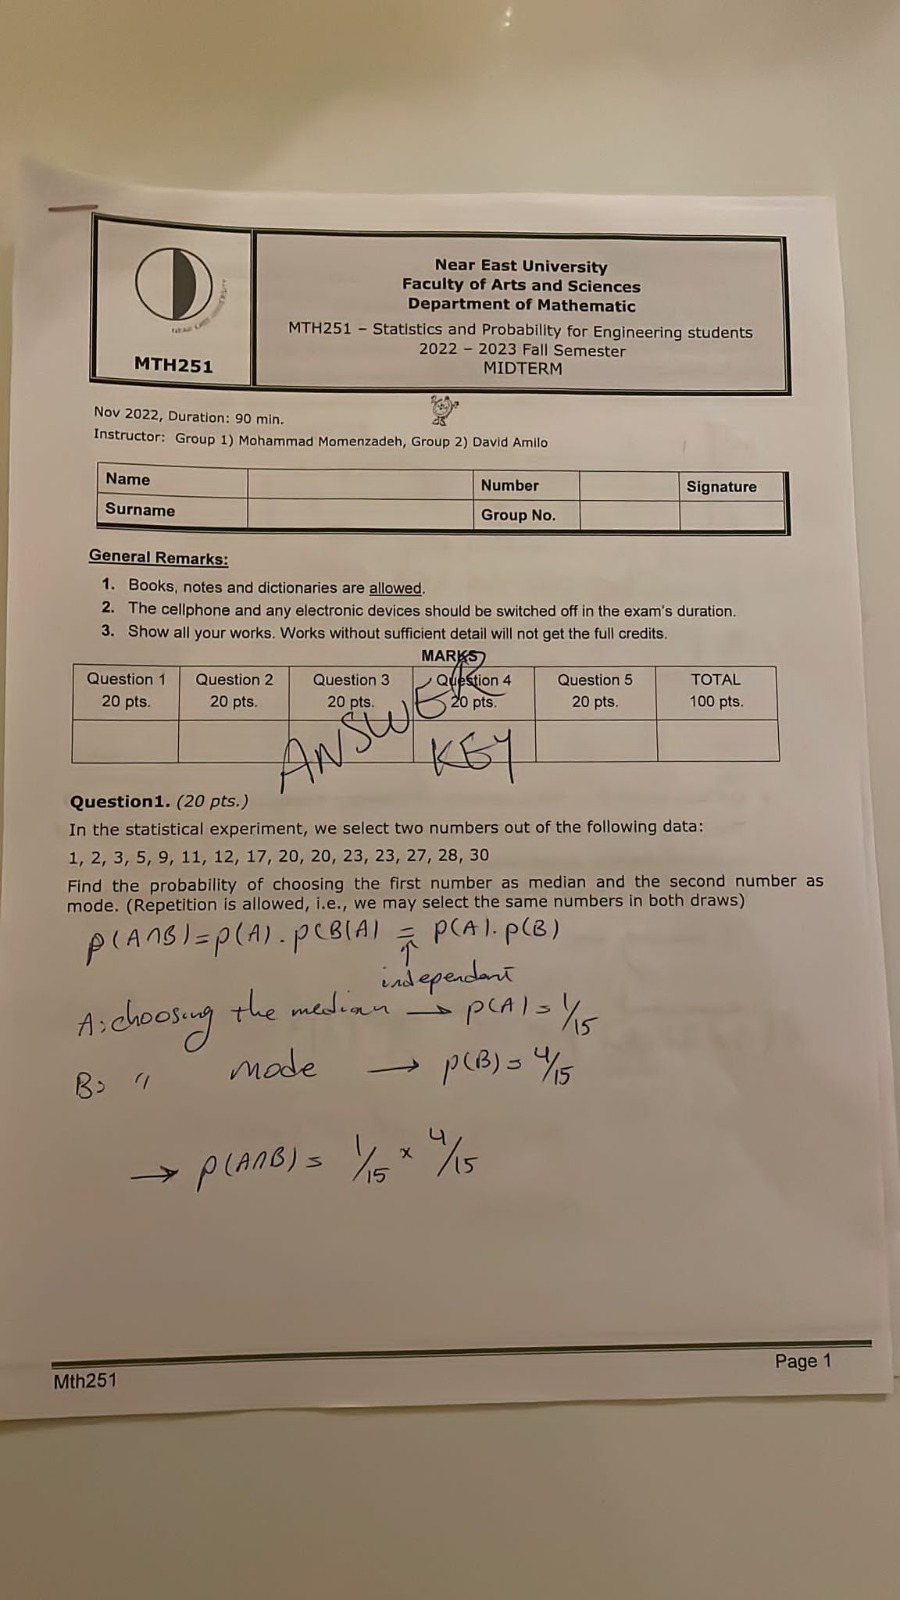 Near East University
Faculty of Arts and Sciences
Department of Mathematic
MTH251 – Statistics and Probability for Engineering students
2022 – 2023 Fall Semester
MIDTERM
NEAR EAST UNIVERSITY
MTH251
Nov 2022, Duration: 90 min.
Instructor: Group 1) Mohammad Momenzadeh, Group 2) David Amilo
Name Number Signature
Surname Group No.
General Remarks:
1. Books, notes and dictionaries are allowed.
2. The cellphone and any electronic devices should be switched off in the exam's duration.
3. Show all your works. Works without sufficient detail will not get the full credits.
MARKS
Question 1 Question 2 Question 3 Question 4 Question 5 TOTAL
20 pts. 20 pts. 20 pts. 20 pts. 20 pts. 100 pts.
ANSWER
KEY
Question1. (20 pts.)
In the statistical experiment, we select two numbers out of the following data:
1, 2, 3, 5, 9, 11, 12, 17, 20, 20, 23, 23, 27, 28, 30
Find the probability of choosing the first number as median and the second number as
mode. (Repetition is allowed, i.e., we may select the same numbers in both draws)
P(A∩B)=P(A).P(B|A) = P(A).P(B)
↑
independent
A: choosing the median → P(A)=1/15
B: " mode → P(B)=4/15
→ P(A∩B)= 1/15 × 4/15
Mth251 Page 1